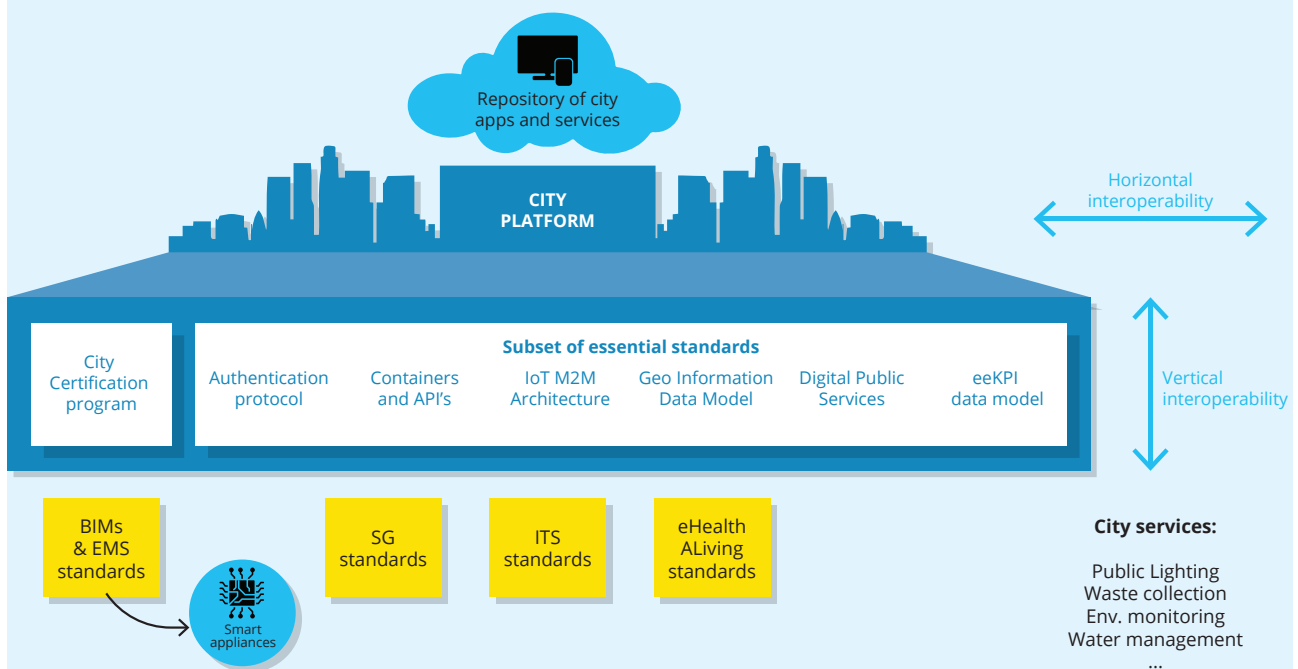 Repository of city
apps and services
CITY
PLATFORM
Horizontal
interoperability
City
Certification
program
Subset of essential standards
Authentication
protocol
Containers
and API's
IoT M2M
Architecture
Geo Information
Data Model
Digital Public
Services
eeKPI
data model
Vertical
interoperability
BIMs
& EMS
standards
SG
standards
ITS
standards
eHealth
ALiving
standards
Smart
appliances
City services:
Public Lighting
Waste collection
Env. monitoring
Water management
...